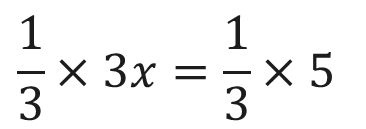 1/3 × 3x = 1/3 × 5